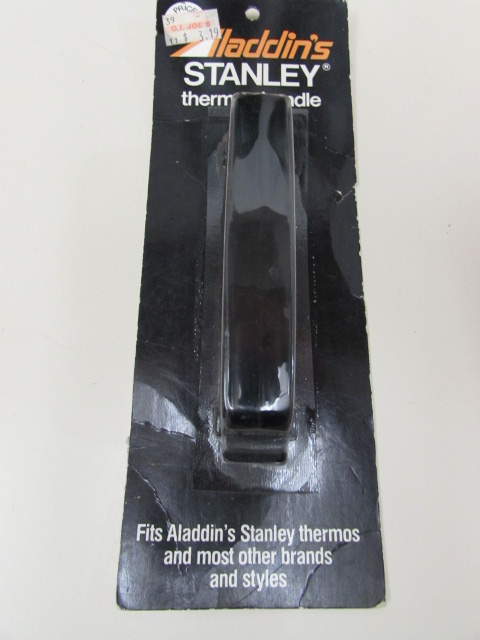 PRICE
39
G.I. JOE'S
$ 3.19
Aladdin's
STANLEY®
Fits Aladdin's Stanley thermos
and most other brands
and styles